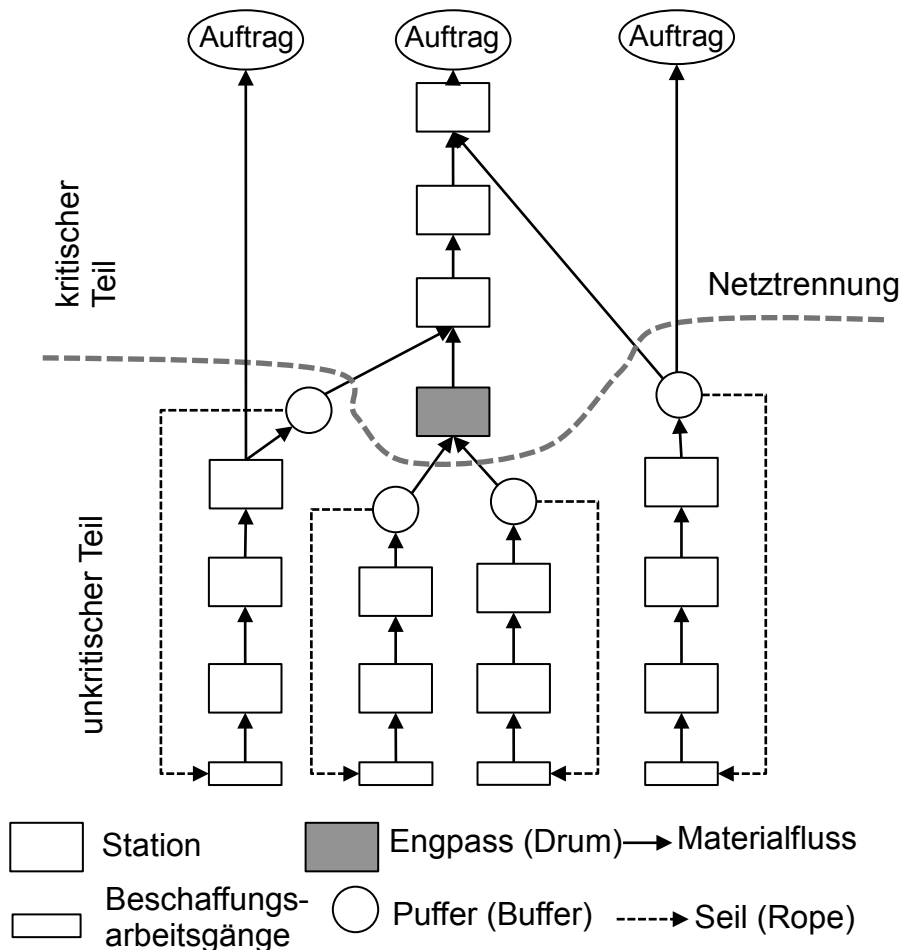 Auftrag
Auftrag
Auftrag
kritischer
Teil
Netztrennung
unkritischer Teil
Station
Engpass (Drum)
Materialfluss
Beschaffungs-
arbeitsgänge
Puffer (Buffer)
Seil (Rope)